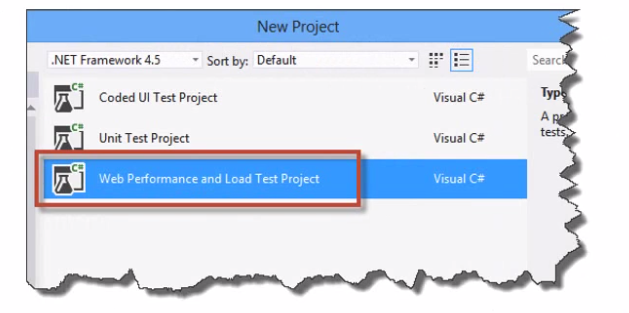 New Project
.NET Framework 4.5 Sort by: Default Search
C# Coded UI Test Project Visual C#
C# Unit Test Project Visual C#
C# Web Performance and Load Test Project Visual C#
A
tests